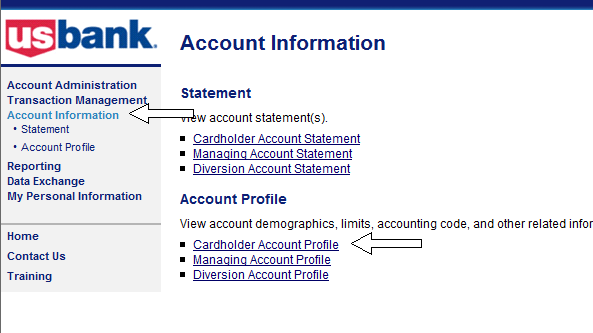 usbank.
Account Administration
Transaction Management
Account Information
• Statement
• Account Profile
Reporting
Data Exchange
My Personal Information
Home
Contact Us
Training
Account Information
Statement
View account statement(s).
Cardholder Account Statement
Managing Account Statement
Diversion Account Statement
Account Profile
View account demographics, limits, accounting code, and other related infor
Cardholder Account Profile
Managing Account Profile
Diversion Account Profile